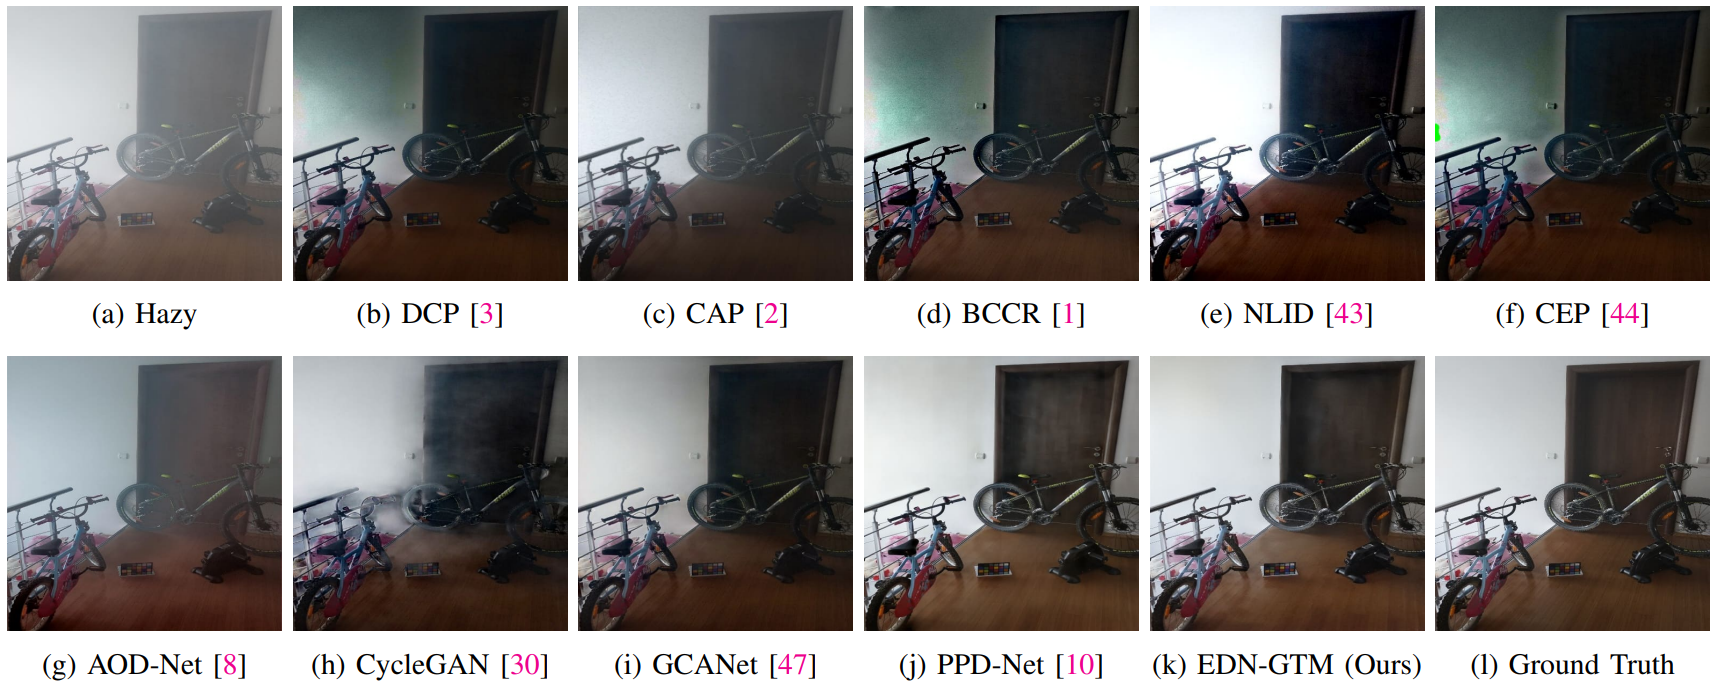 (a) Hazy
(b) DCP [3]
(c) CAP [2]
(d) BCCR [1]
(e) NLID [43]
(f) CEP [44]
(g) AOD-Net [8]
(h) CycleGAN [30]
(i) GCANet [47]
(j) PPD-Net [10]
(k) EDN-GTM (Ours)
(l) Ground Truth